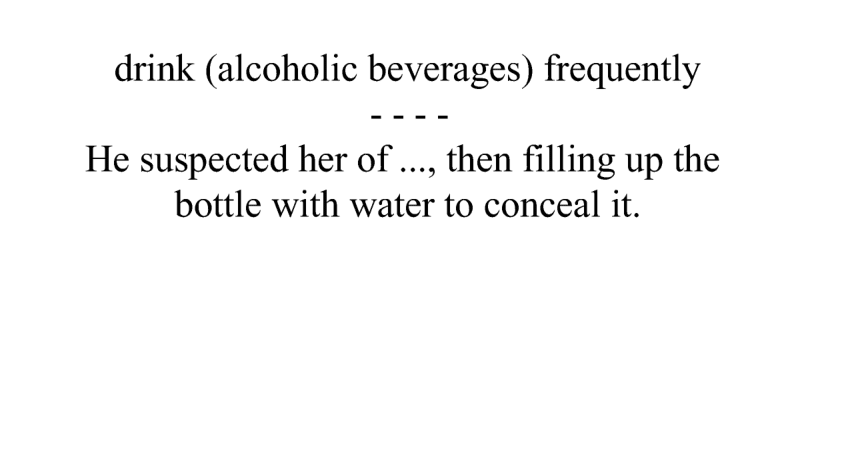 drink (alcoholic beverages) frequently
- - - -
He suspected her of ..., then filling up the
bottle with water to conceal it.